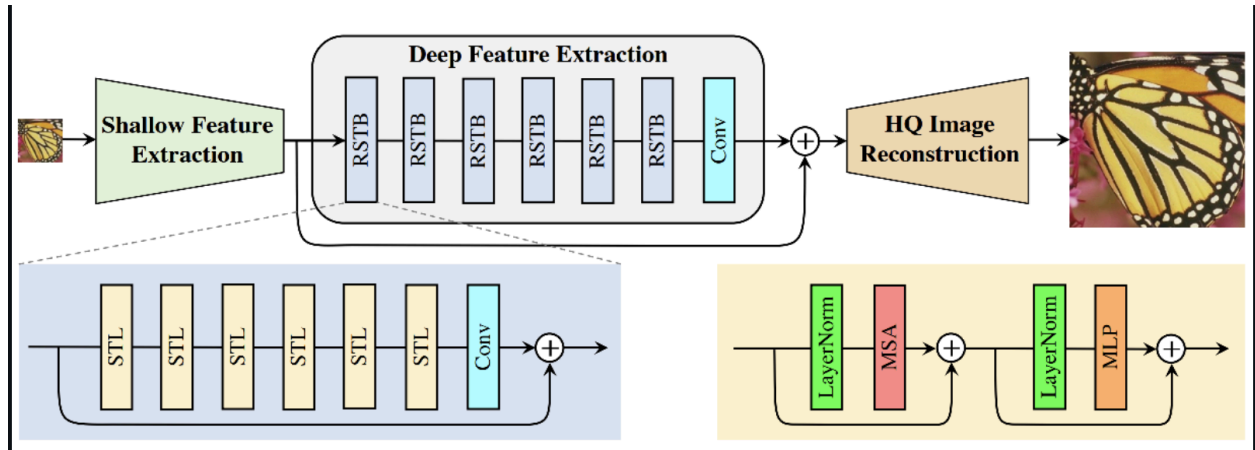 Deep Feature Extraction
Shallow Feature
Extraction
RSTB
RSTB
RSTB
RSTB
RSTB
RSTB
Conv
+
HQ Image
Reconstruction
STL
STL
STL
STL
STL
STL
Conv
+
LayerNorm
MSA
+
LayerNorm
MLP
+